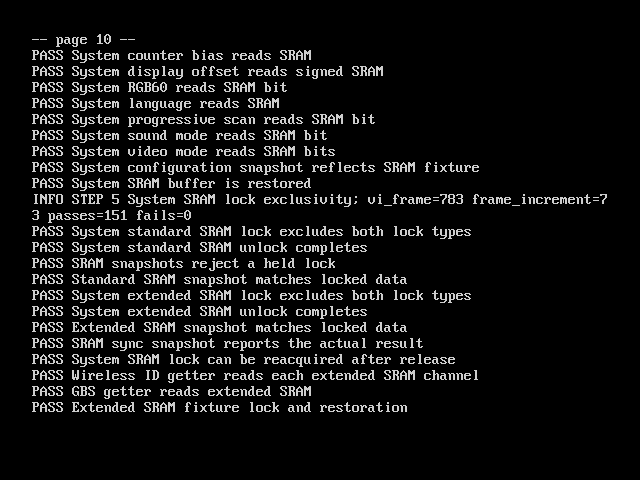 -- page 10 --
PASS System counter bias reads SRAM
PASS System display offset reads signed SRAM
PASS System RGB60 reads SRAM bit
PASS System language reads SRAM
PASS System progressive scan reads SRAM bit
PASS System sound mode reads SRAM bit
PASS System video mode reads SRAM bits
PASS System configuration snapshot reflects SRAM fixture
PASS System SRAM buffer is restored
INFO STEP 5 System SRAM lock exclusivity; vi_frame=783 frame_increment=7
3 passes=151 fails=0
PASS System standard SRAM lock excludes both lock types
PASS System standard SRAM unlock completes
PASS SRAM snapshots reject a held lock
PASS Standard SRAM snapshot matches locked data
PASS System extended SRAM lock excludes both lock types
PASS System extended SRAM unlock completes
PASS Extended SRAM snapshot matches locked data
PASS SRAM sync snapshot reports the actual result
PASS System SRAM lock can be reacquired after release
PASS Wireless ID getter reads each extended SRAM channel
PASS GBS getter reads extended SRAM
PASS Extended SRAM fixture lock and restoration